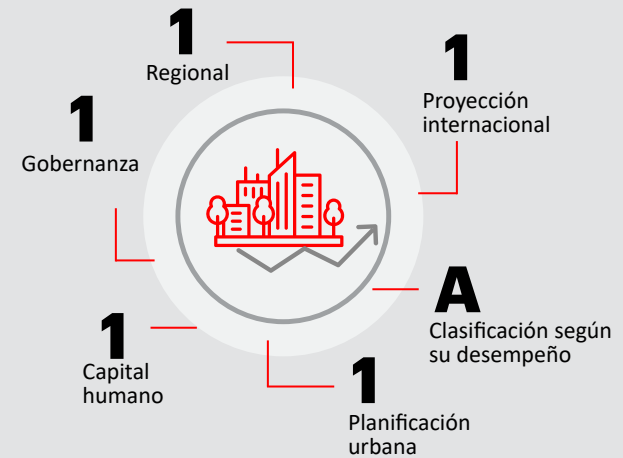 1
Regional
1
Proyección
internacional
1
Gobernanza
A
Clasificación según
su desempeño
1
Capital
humano
1
Planificación
urbana